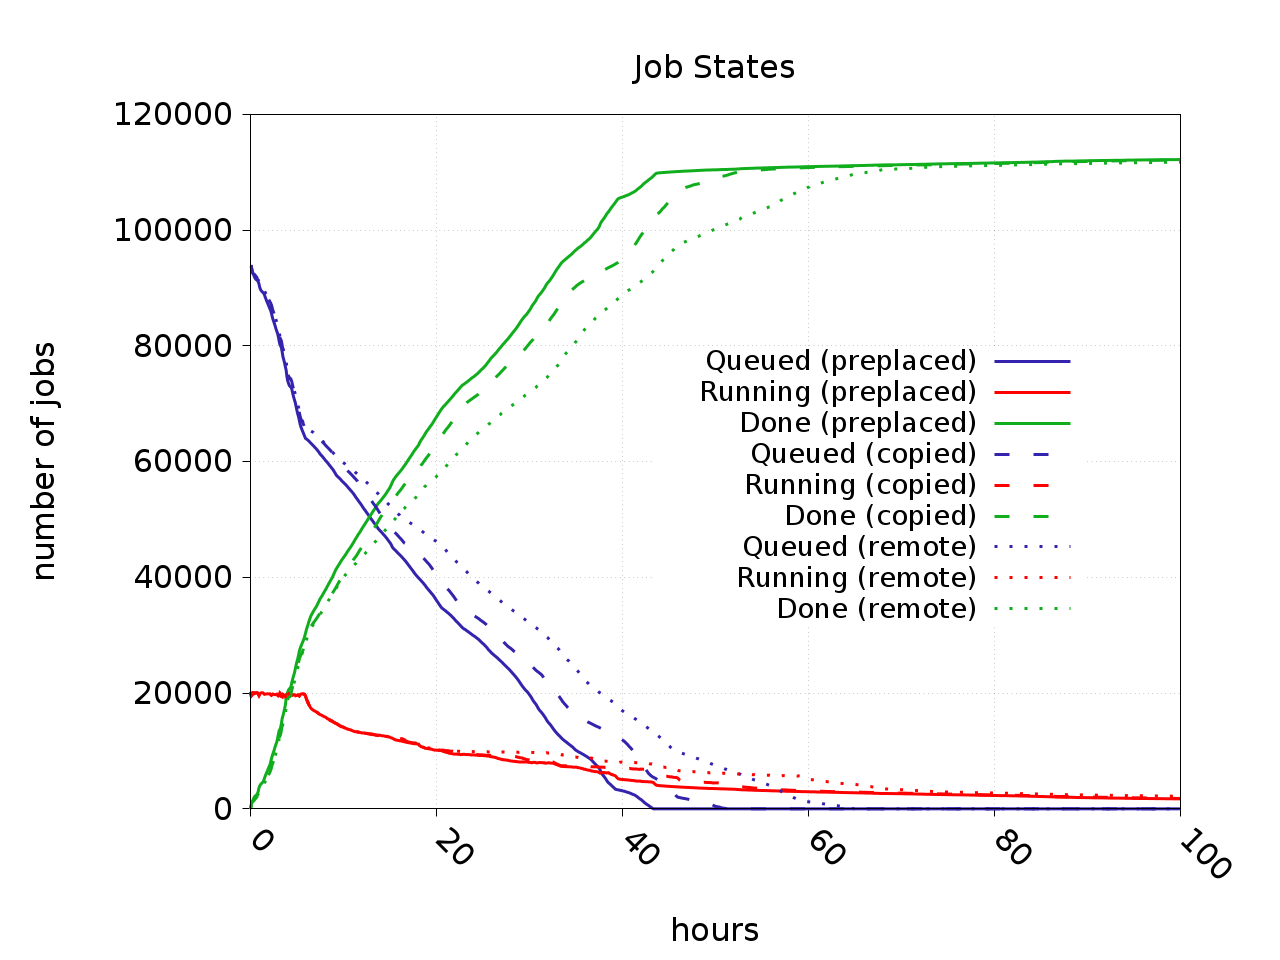 Job States
120000
100000
80000
60000
40000
20000
0
number of jobs
Queued (preplaced)
Running (preplaced)
Done (preplaced)
Queued (copied)
Running (copied)
Done (copied)
Queued (remote)
Running (remote)
Done (remote)
0 20 40 60 80 100
hours